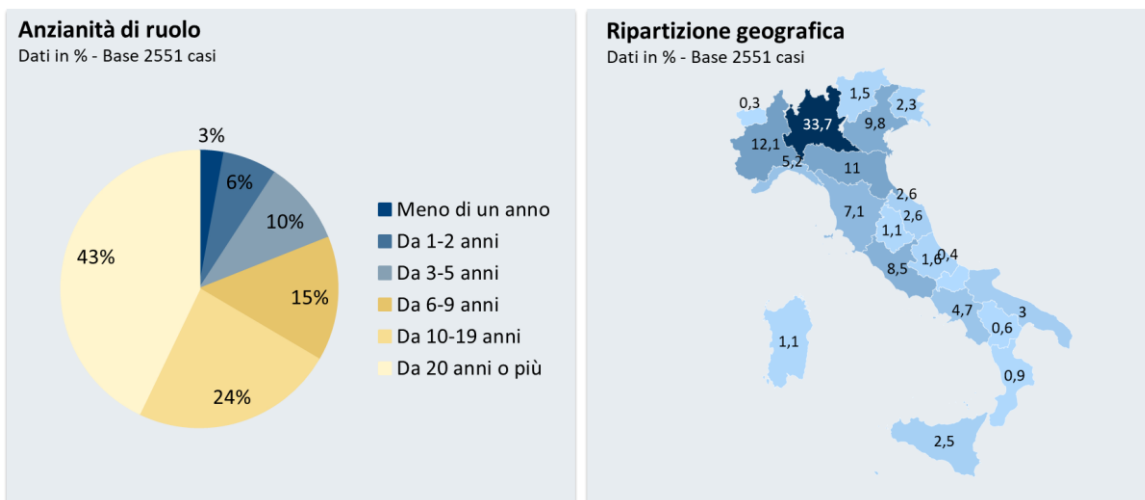 Anzianità di ruolo
Dati in % - Base 2551 casi
3%
6%
10%
15%
24%
43%
Meno di un anno
Da 1-2 anni
Da 3-5 anni
Da 6-9 anni
Da 10-19 anni
Da 20 anni o più
Ripartizione geografica
Dati in % - Base 2551 casi
0,3
1,5
2,3
33,7
9,8
12,1
5,2
11
2,6
7,1
2,6
1,1
1,6
0,4
8,5
4,7
3
0,6
1,1
0,9
2,5